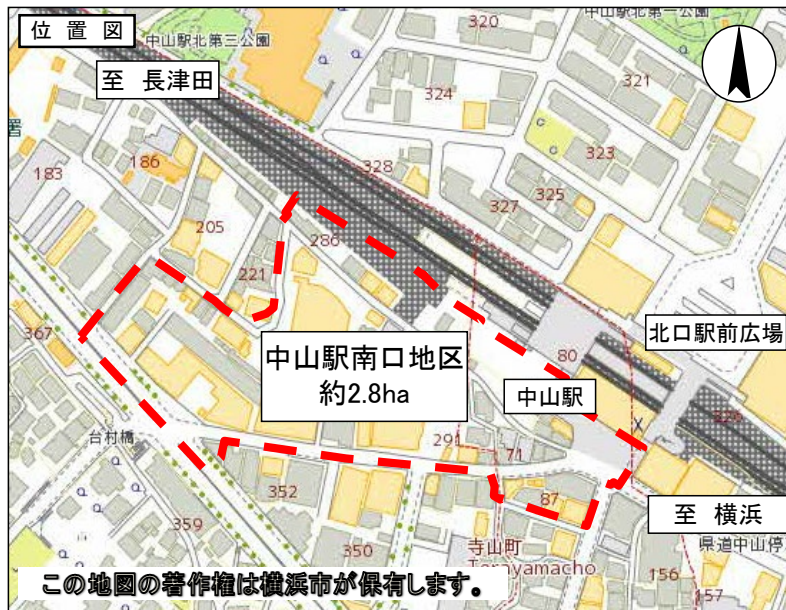 位置図
中山駅北第三公園
320
中山駅北第一公園
至 長津田
324
321
署
186
323
183
328
325
327
205
286
221
北口駅前広場
367
中山駅南口地区
約2.8ha
80
中山駅
台村橋
291
71
352
87
至 横浜
359
350
寺山町
Terayamacho
県道中山停
156
157
この地図の著作権は横浜市が保有します。